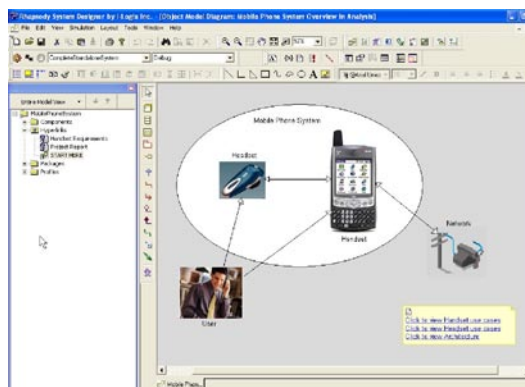 Rhapsody System Designer by I-Logix Inc. - [Object Model Diagram: Mobile Phone System Overview in Analysis]
File Edit View Simulation Layout Tools Window Help
CompleteStandaloneSystem
Debug
Entire Model View
MobilePhoneSystem
Components
Hyperlinks
Handset Requirements
Project Report
START HERE
Packages
Profiles
Mobile Phone System
Headset
Handset
Network
User
Click to view Handset use cases
Click to view Headset use cases
Click to view Architecture
Mobile Phon...